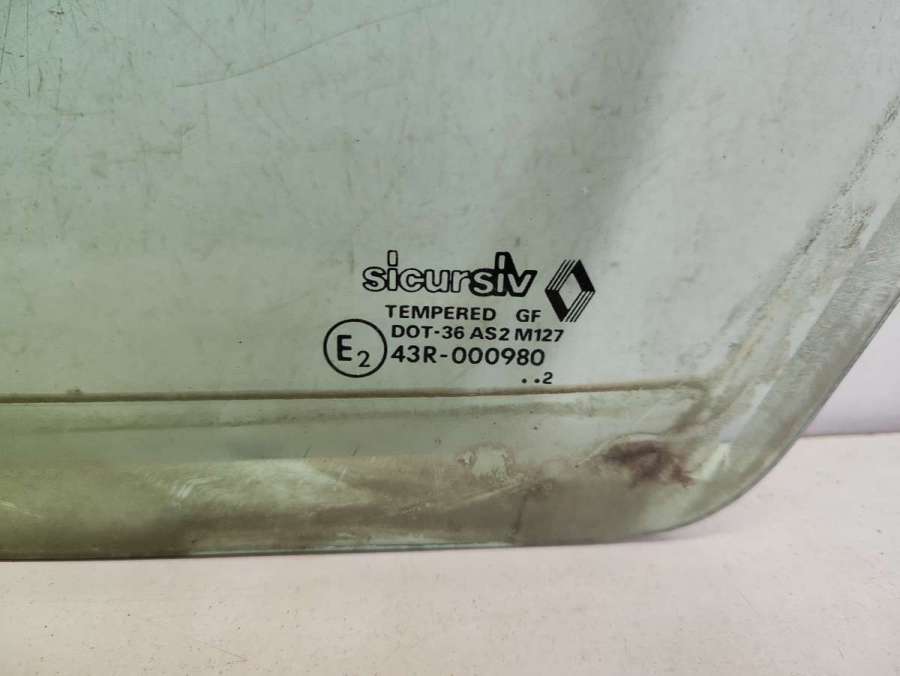 sicursiv
TEMPERED GF
DOT-36 AS2 M127
E2 43R-000980
..2